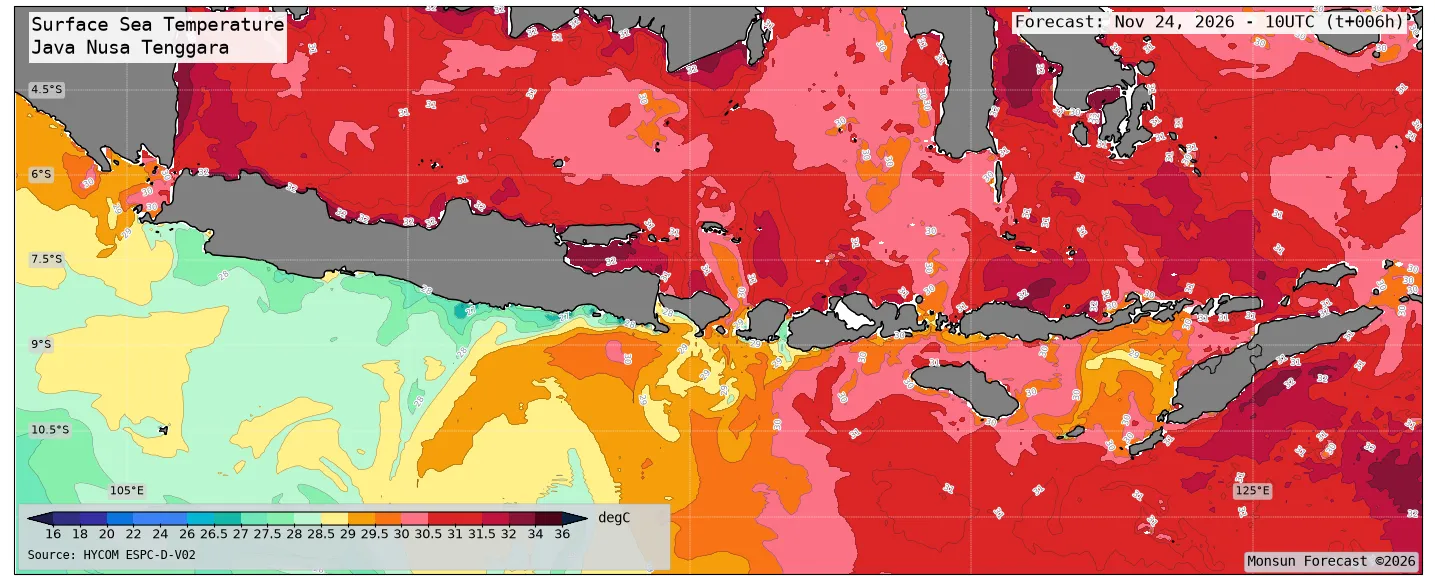 Surface Sea Temperature
Java Nusa Tenggara
Forecast: Nov 24, 2026 - 10UTC (t+006h)
4.5°S
6°S
7.5°S
9°S
10.5°S
105°E
125°E
16 18 20 22 24 26 26.5 27 27.5 28 28.5 29 29.5 30 30.5 31 31.5 32 34 36
degC
Source: HYCOM ESPC-D-V02
Monsun Forecast ©2026